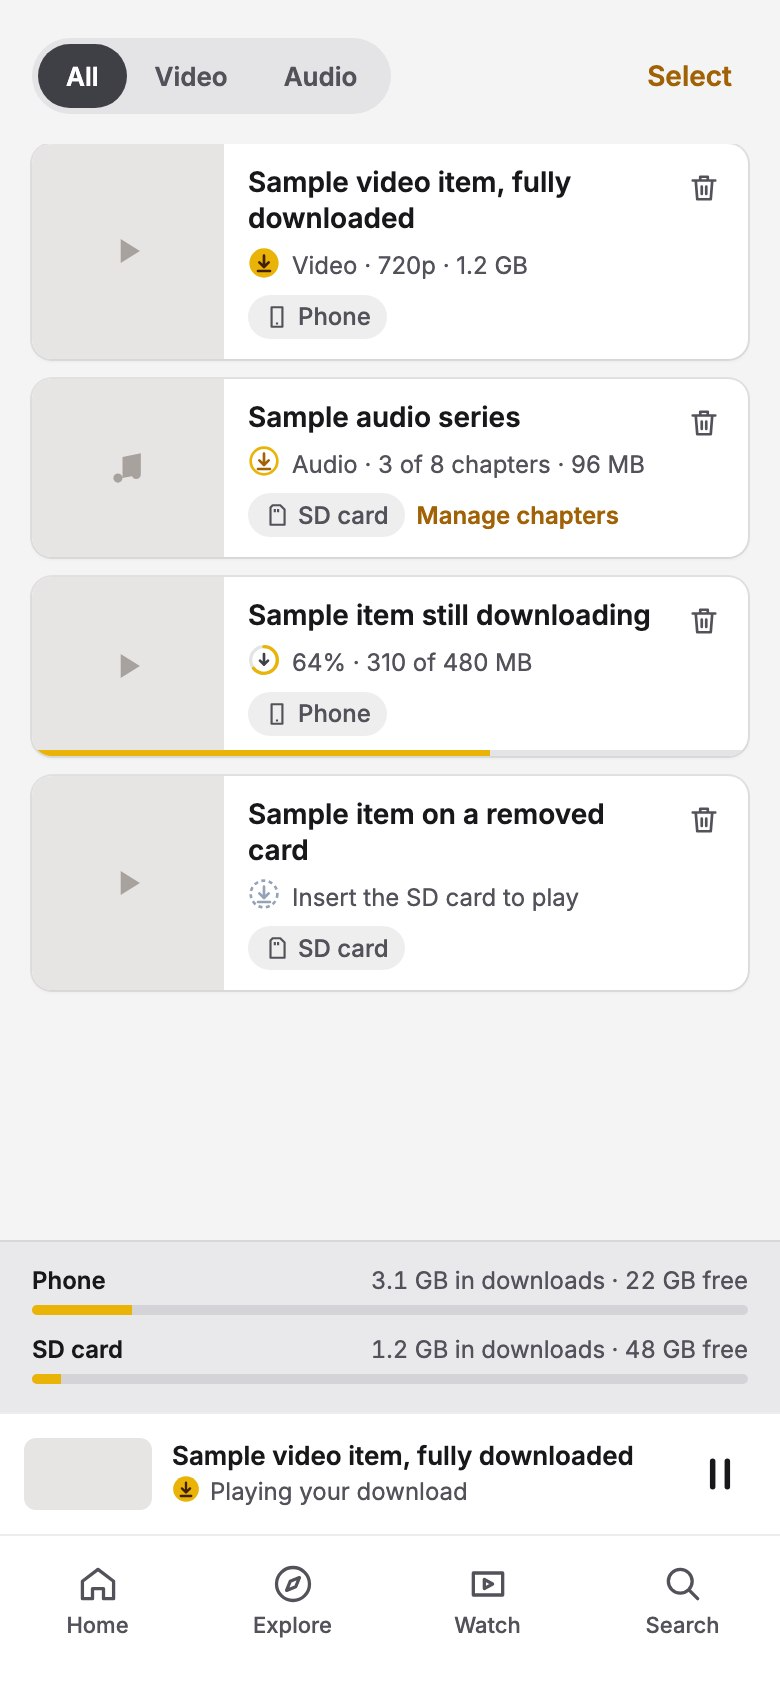 All Video Audio Select
Sample video item, fully
downloaded
Video · 720p · 1.2 GB
Phone
Sample audio series
Audio · 3 of 8 chapters · 96 MB
SD card Manage chapters
Sample item still downloading
64% · 310 of 480 MB
Phone
Sample item on a removed
card
Insert the SD card to play
SD card
Phone 3.1 GB in downloads · 22 GB free
SD card 1.2 GB in downloads · 48 GB free
Sample video item, fully downloaded
Playing your download
Home Explore Watch Search